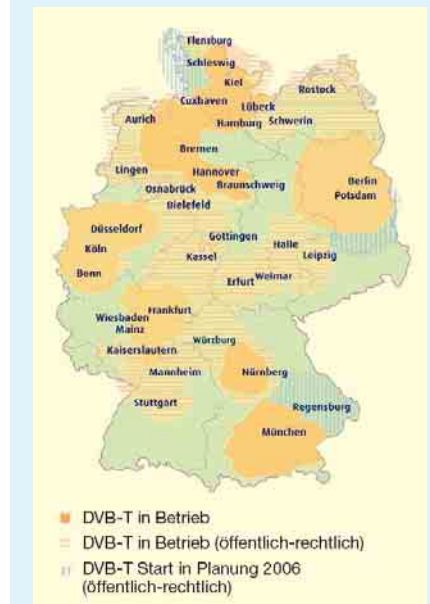 Flensburg
Schleswig
Kiel
Rostock
Cuxhaven
Lübeck
Aurich
Hamburg Schwerin
Bremen
Lingen
Hannover
Osnabrück
Braunschweig
Berlin
Potsdam
Bielefeld
Düsseldorf
Göttingen
Halle
Köln
Kassel
Leipzig
Bonn
Erfurt Weimar
Frankfurt
Wiesbaden
Mainz
Würzburg
Kaiserslautern
Mannheim
Nürnberg
Stuttgart
Regensburg
München
DVB-T in Betrieb
DVB-T in Betrieb (öffentlich-rechtlich)
DVB-T Start in Planung 2006
(öffentlich-rechtlich)